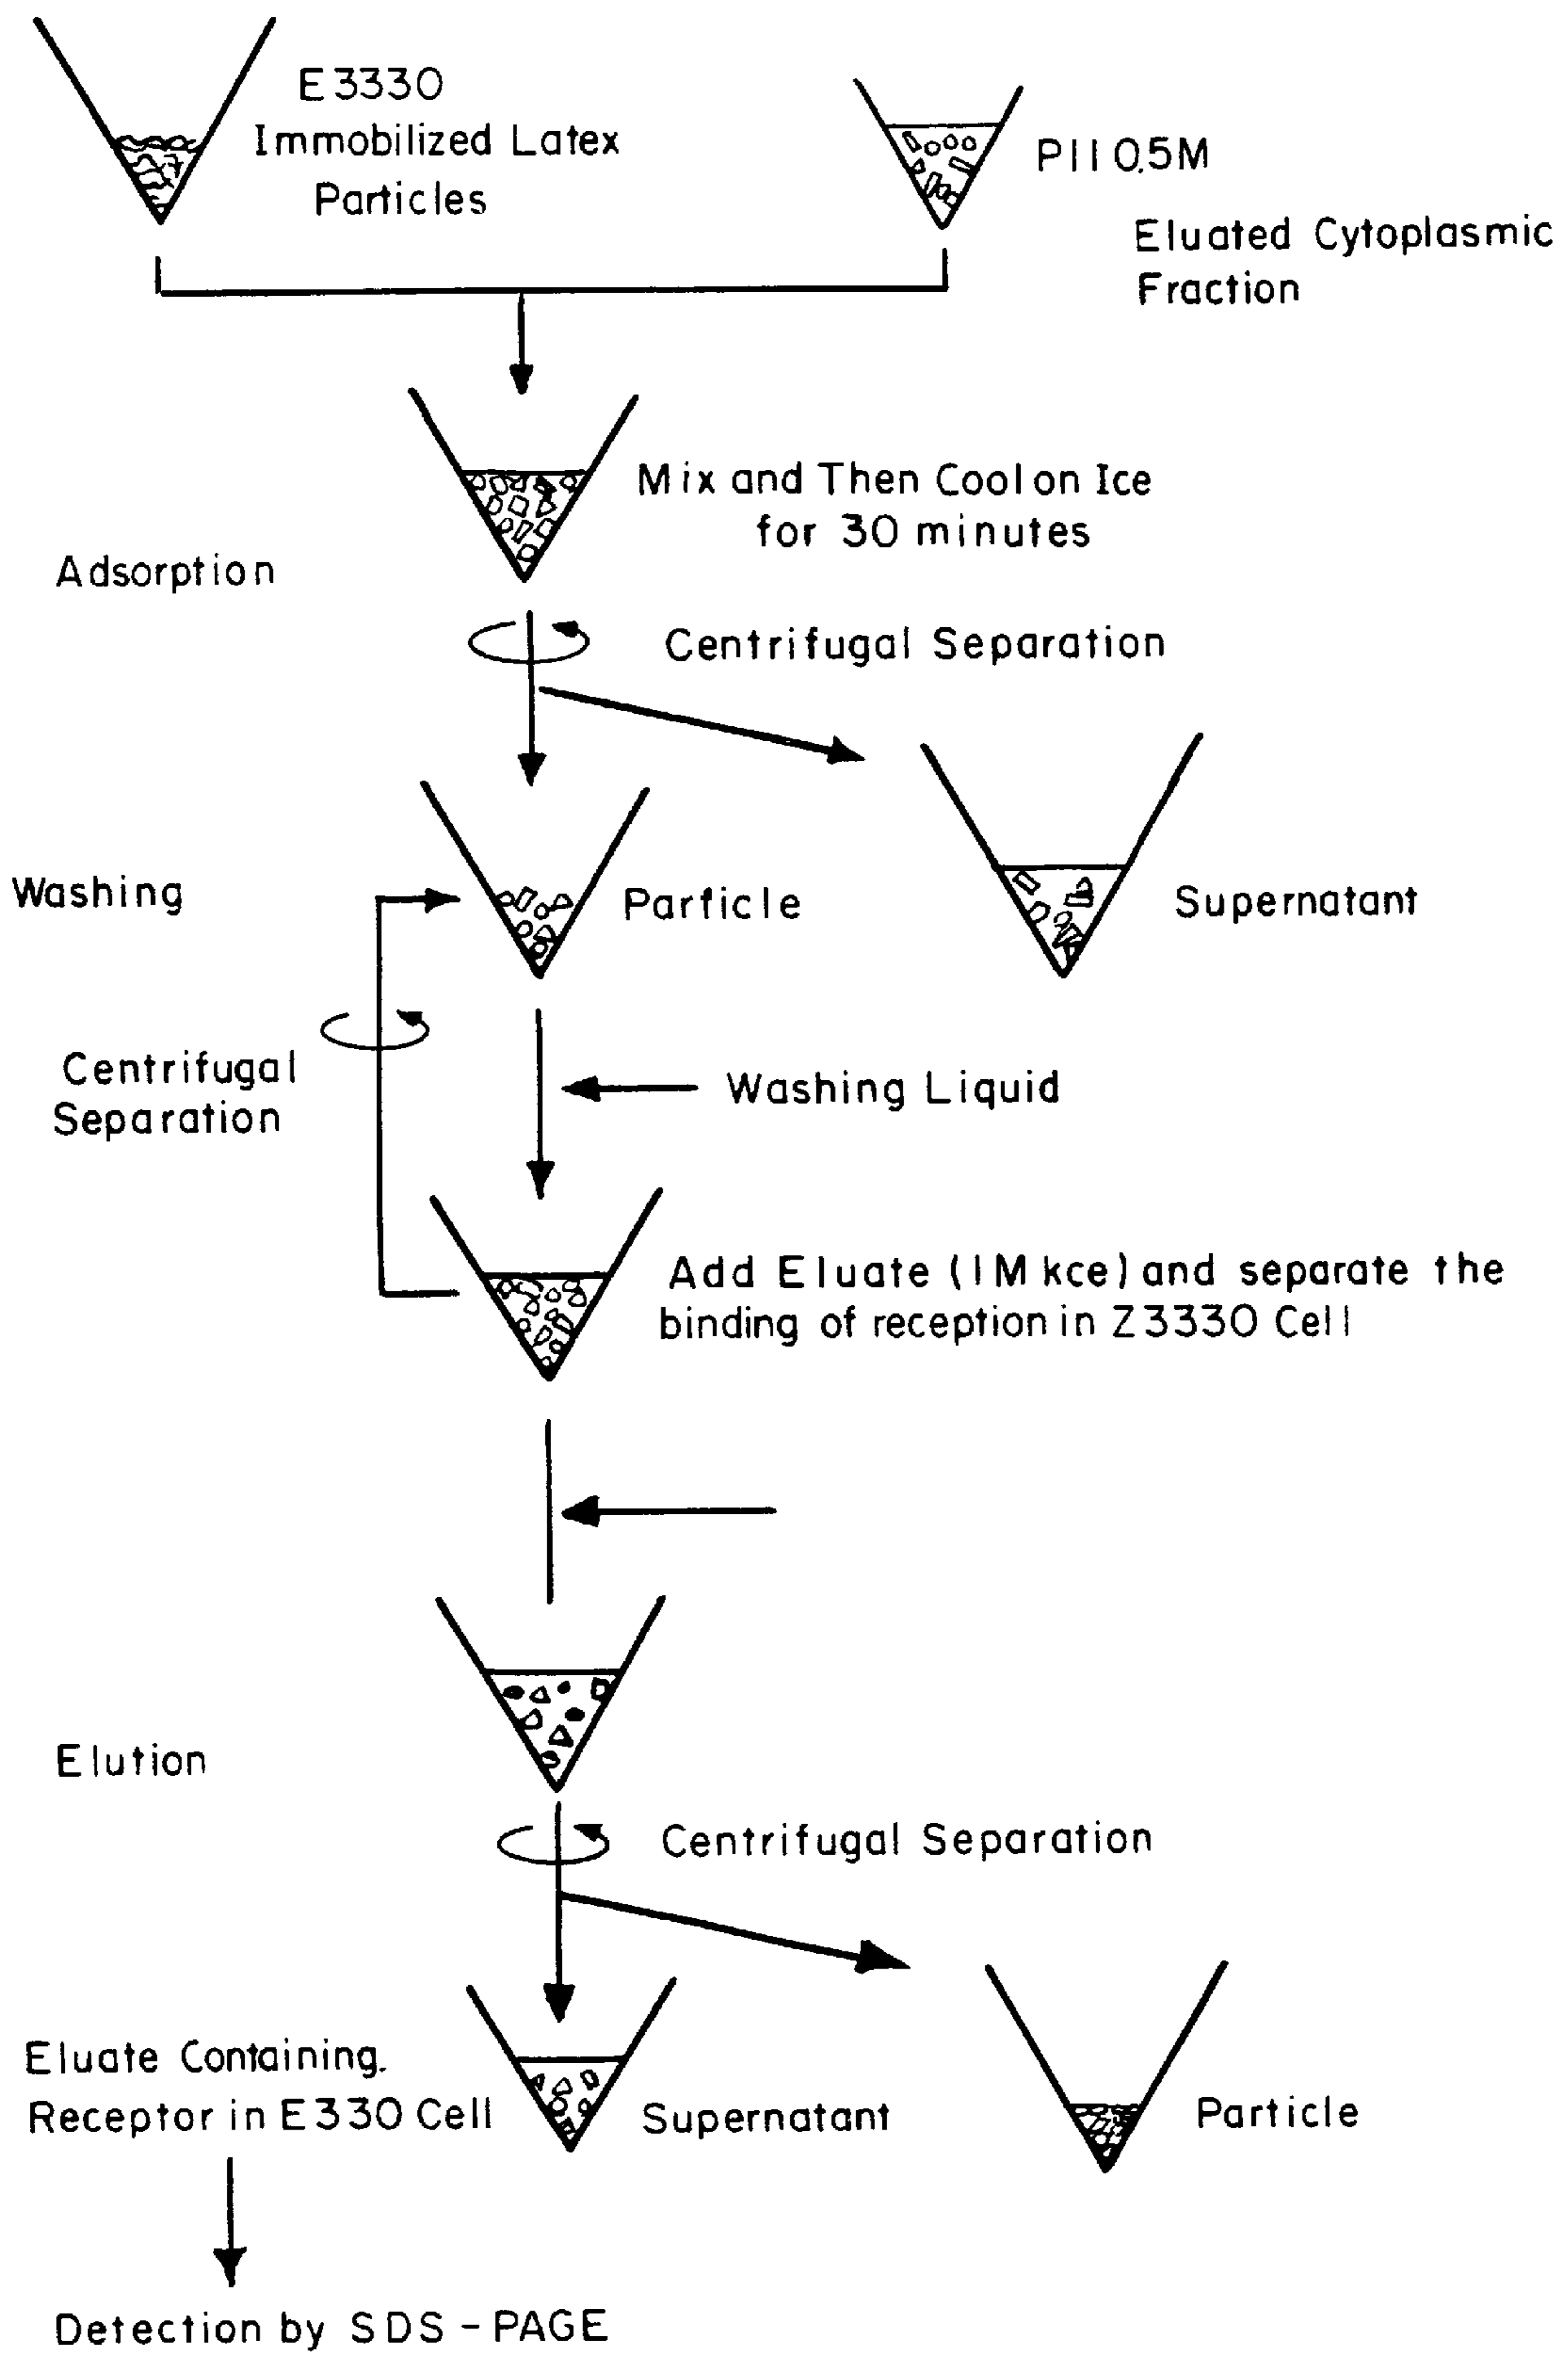 E3330
Immobilized Latex
Particles
P11 0.5M
Eluated Cytoplasmic
Fraction
Mix and Then Cool on Ice
for 30 minutes
Adsorption
Centrifugal Separation
Washing
Particle
Supernatant
Centrifugal
Separation
Washing Liquid
Add Eluate (1M kce) and separate the
binding of reception in Z3330 Cell
Elution
Centrifugal Separation
Eluate Containing.
Receptor in E330 Cell
Supernatant
Particle
Detection by SDS - PAGE